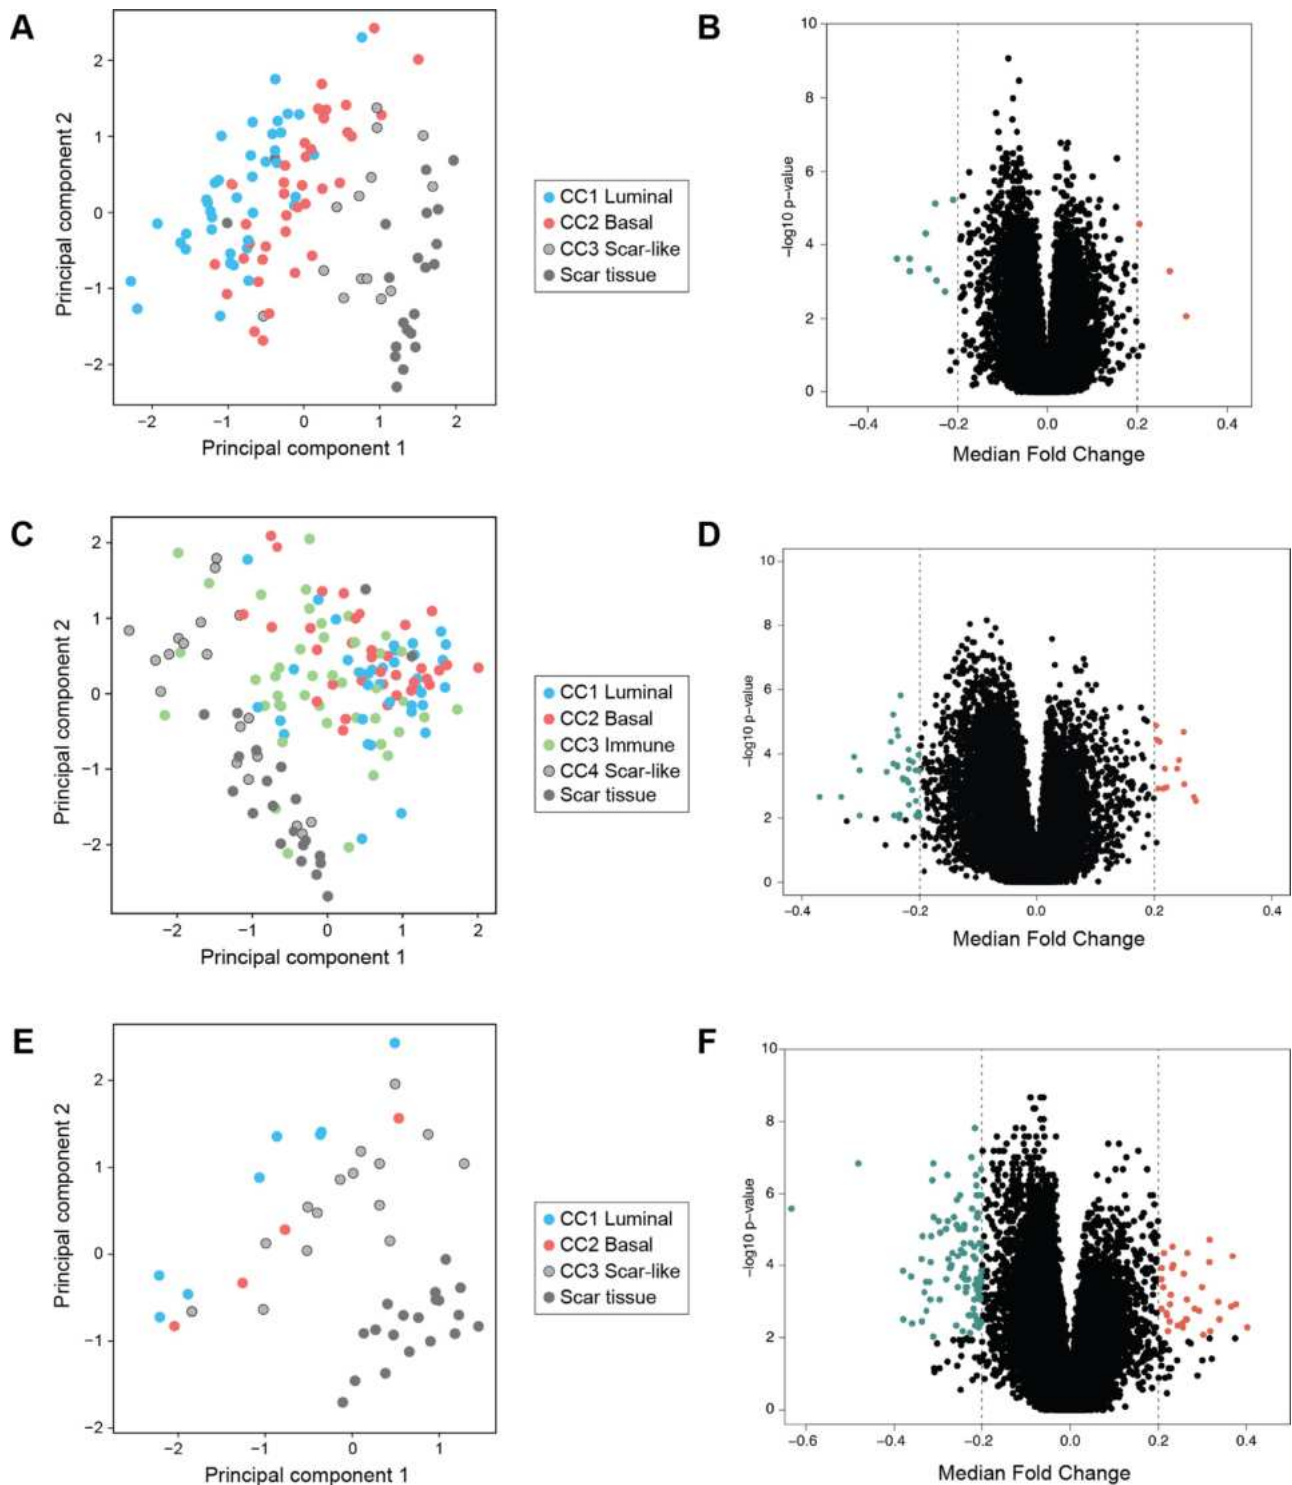 A
Principal component 2
2
1
0
−1
−2
−2 −1 0 1 2
Principal component 1
CC1 Luminal
CC2 Basal
CC3 Scar-like
Scar tissue
B
−log10 p−value
10
8
6
4
2
0
−0.4 −0.2 0.0 0.2 0.4
Median Fold Change
C
Principal component 2
2
1
0
−1
−2
−2 −1 0 1 2
Principal component 1
CC1 Luminal
CC2 Basal
CC3 Immune
CC4 Scar-like
Scar tissue
D
−log10 p−value
10
8
6
4
2
0
−0.4 −0.2 0.0 0.2 0.4
Median Fold Change
E
Principal component 2
2
1
0
−1
−2
−2 −1 0 1
Principal component 1
CC1 Luminal
CC2 Basal
CC3 Scar-like
Scar tissue
F
−log10 p−value
10
8
6
4
2
0
−0.6 −0.4 −0.2 0.0 0.2 0.4
Median Fold Change